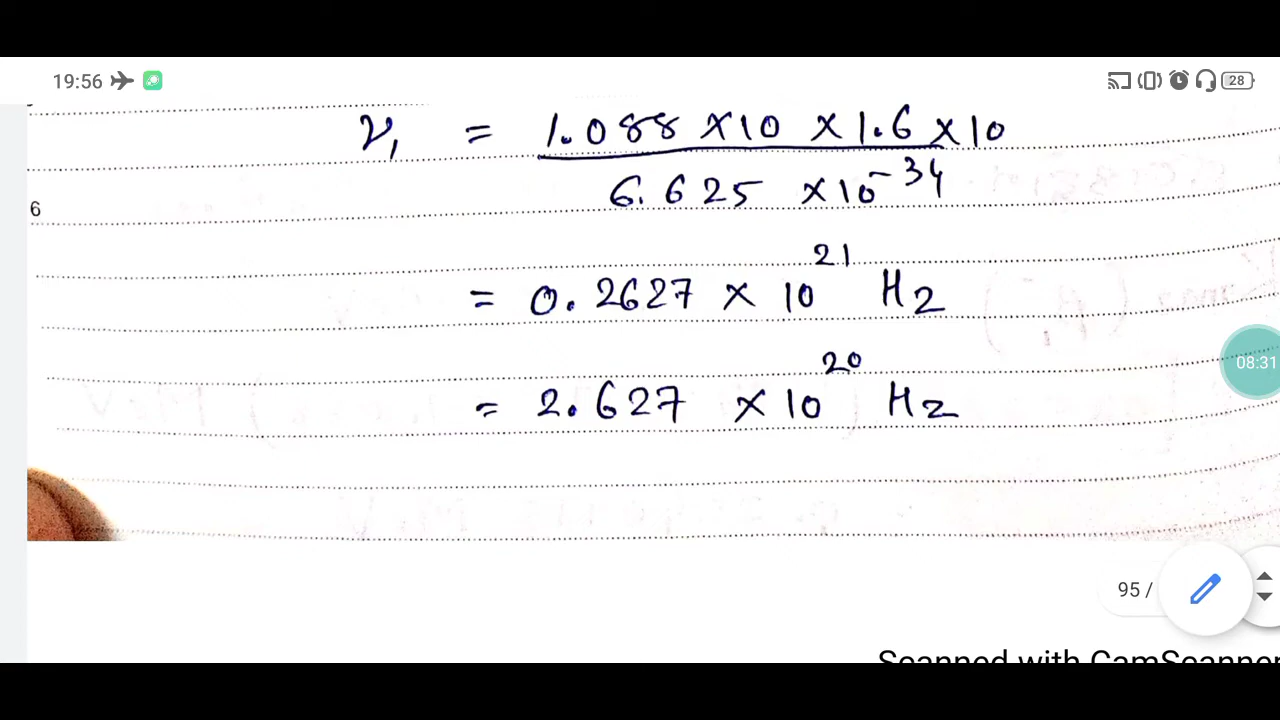 19:56 28
ν₁ = 1.088 × 10 × 1.6 × 10
6.625 × 10⁻³⁴
6
= 0.2627 × 10²¹ Hz
08:31
= 2.627 × 10²⁰ Hz
95 /
Scanned with CamScanner